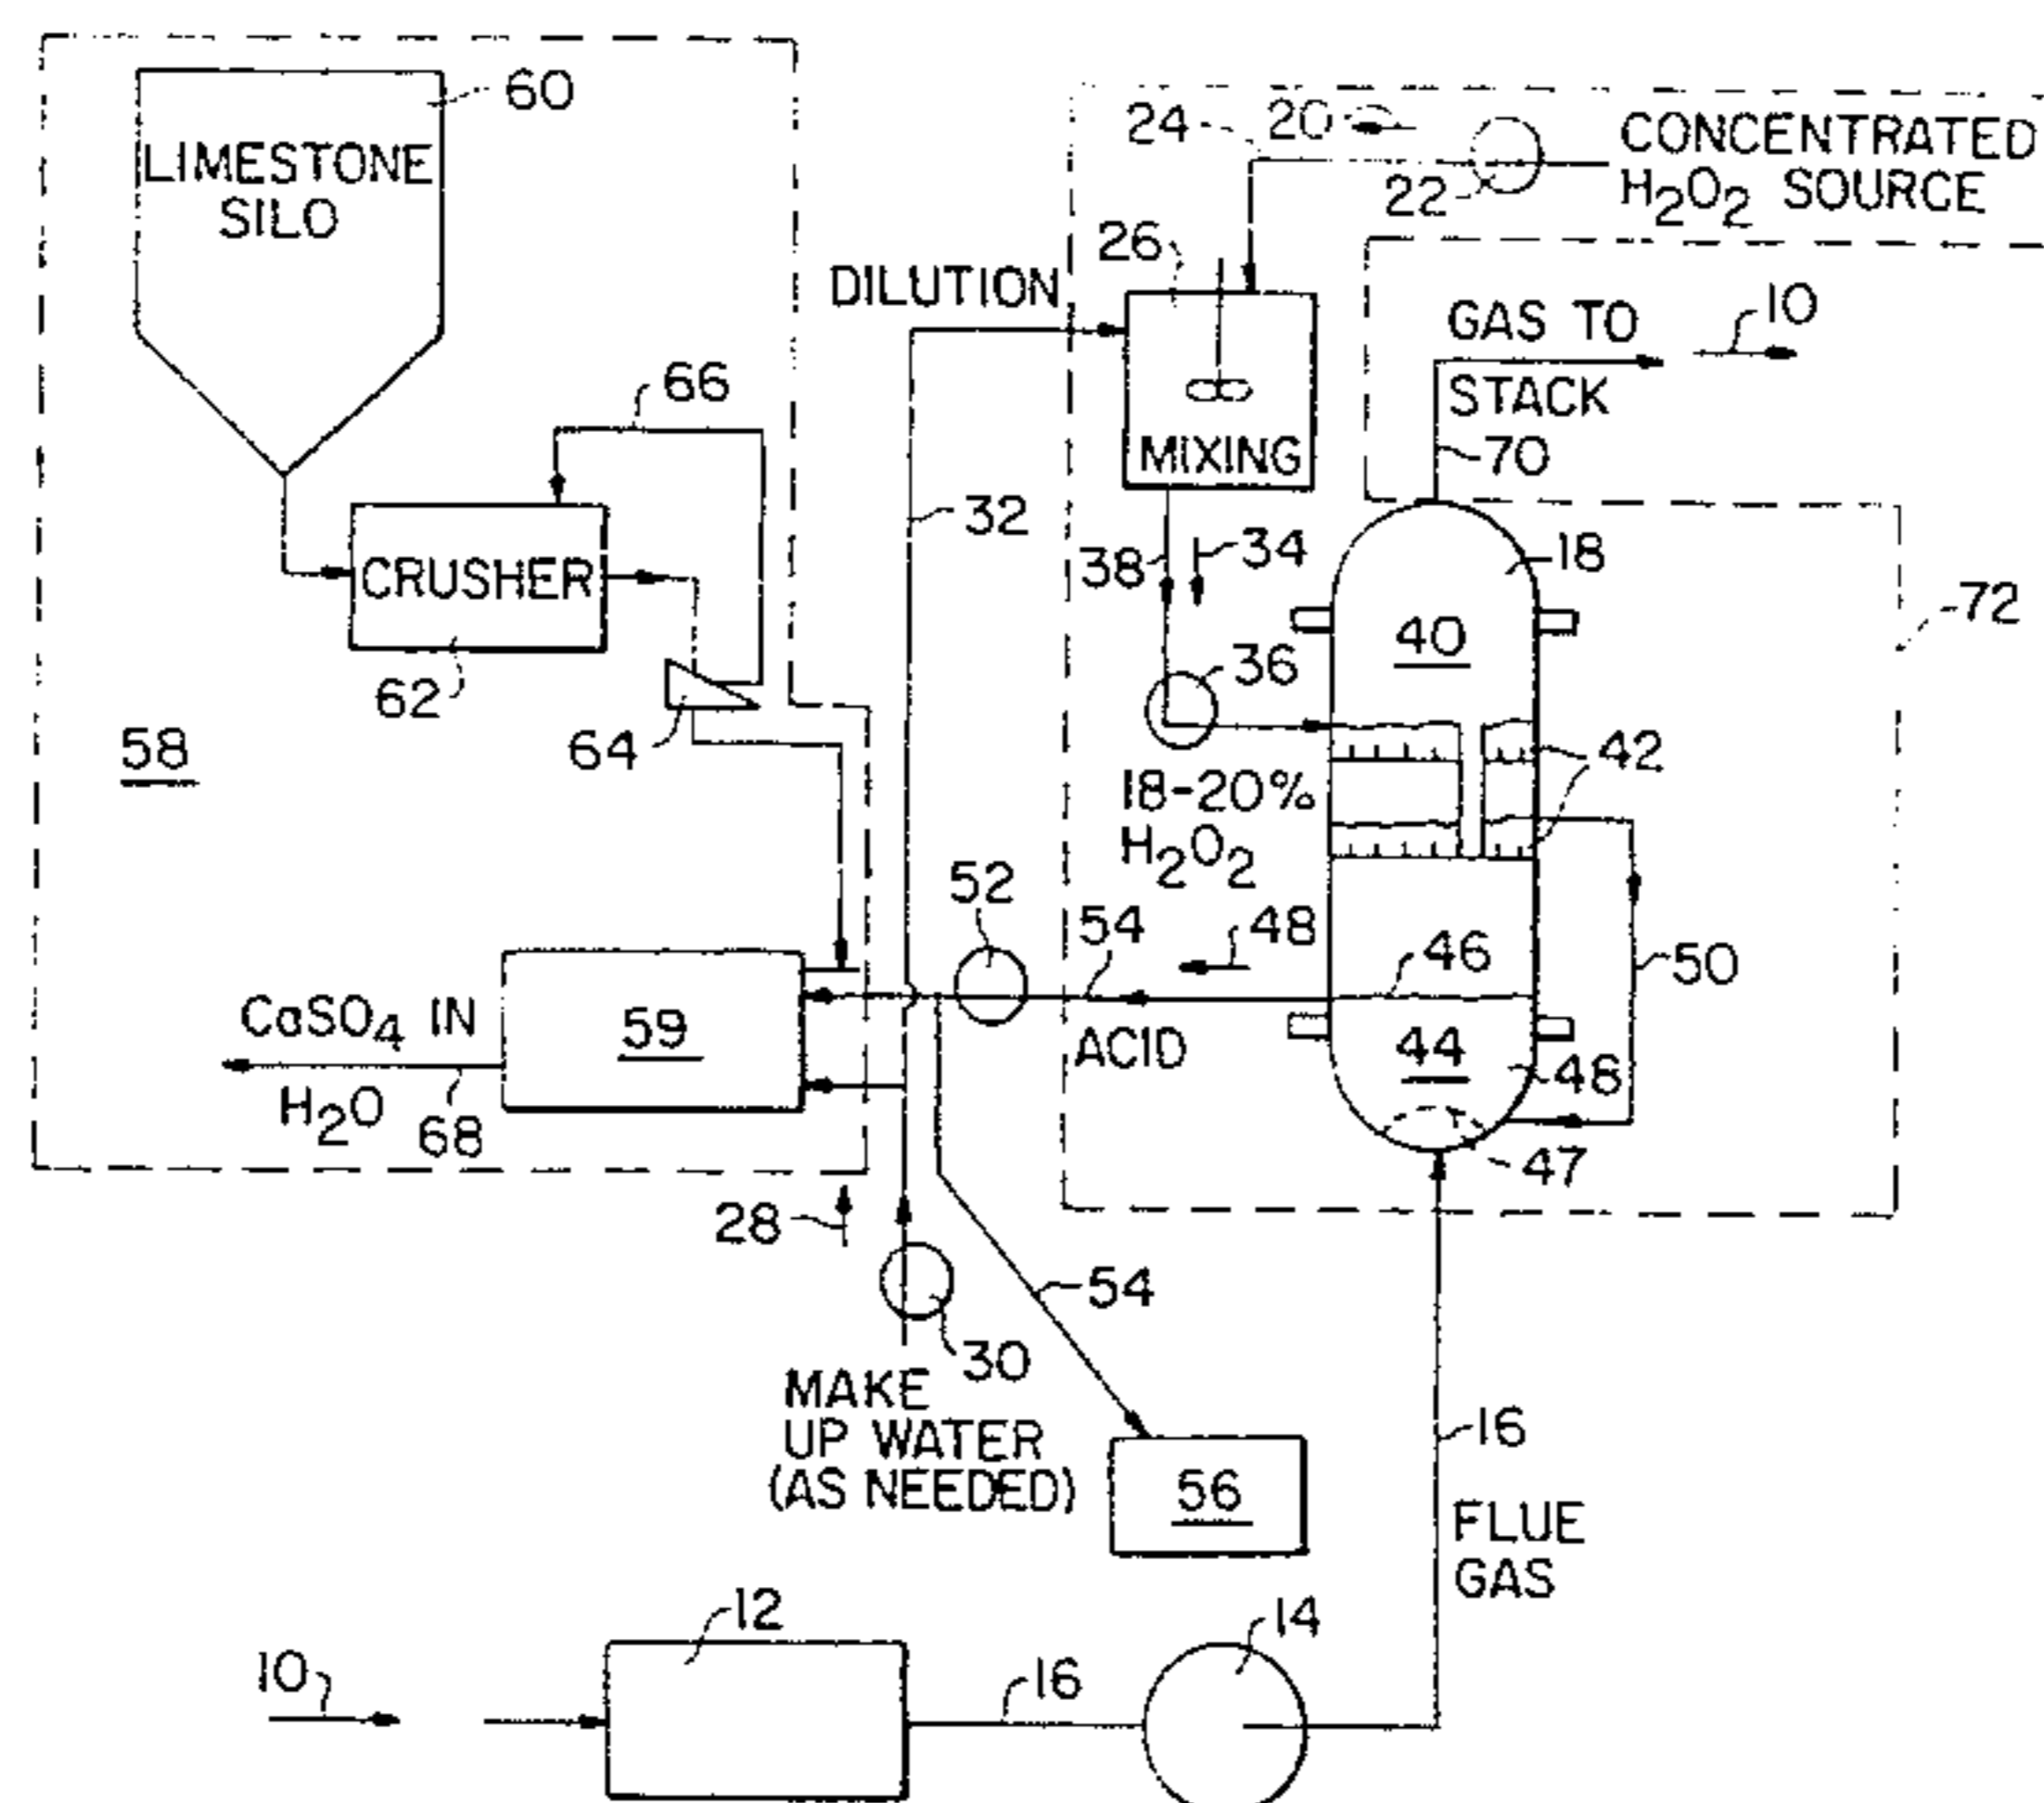 60
LIMESTONE
SILO
66
CRUSHER
62
64
58
DILUTION
32
24
20
22
CONCENTRATED
H₂O₂ SOURCE
26
MIXING
GAS TO
STACK
10
70
38
34
18
40
36
72
42
18-20%
H₂O₂
52
54
48
46
50
ACID
44
48
47
CaSO₄ IN
H₂O
68
59
28
30
54
MAKE
UP WATER
(AS NEEDED)
56
16
FLUE
GAS
10
12
16
14